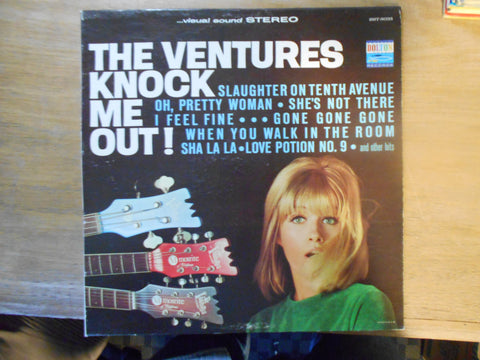 ...visual sound STEREO
DOLTON
RECORDS
THE VENTURES
KNOCK
ME
OUT!
SLAUGHTER ON TENTH AVENUE
OH, PRETTY WOMAN • SHE'S NOT THERE
I FEEL FINE • • • GONE GONE GONE
WHEN YOU WALK IN THE ROOM
SHA LA LA • LOVE POTION NO. 9 • and other hits
mosrite
mosrite